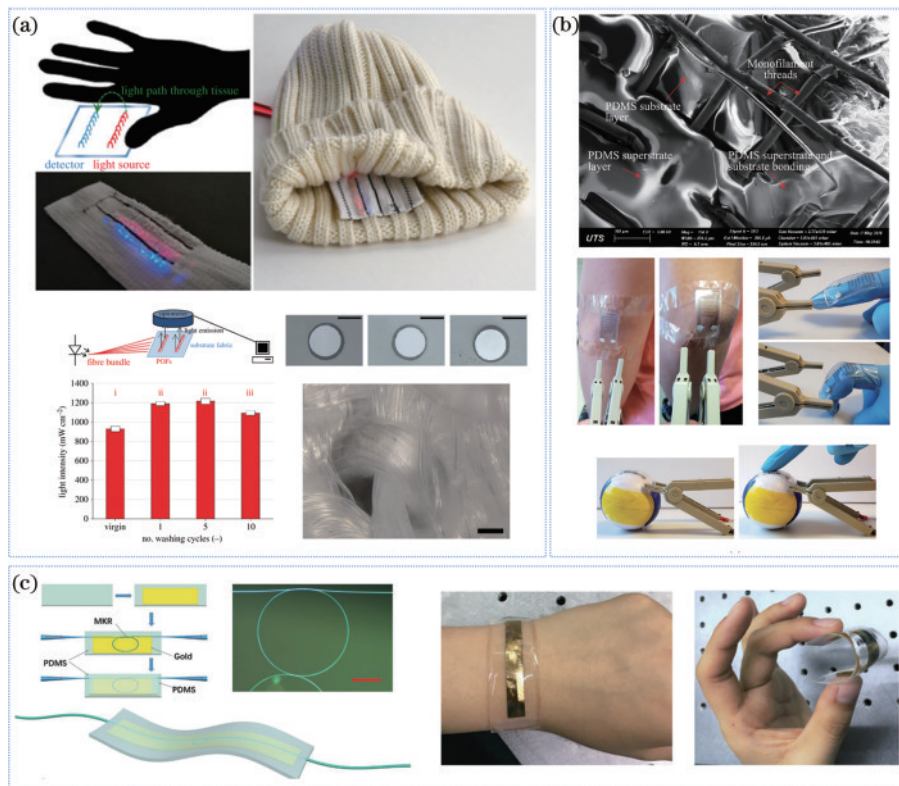 (a)
light path through tissue
detector
light source
light emission
fibre bundle
substrate fabric
POFs
i
ii
ii
iii
1400
1200
1000
800
600
400
200
0
light intensity (mW cm−2)
virgin
1
5
10
no. washing cycles (–)
(b)
Monofilament
threads
PDMS substrate
layer
PDMS superstrate
layer
PDMS superstrate and
substrate bonding
UTS
(c)
MKR
PDMS
Gold
PDMS